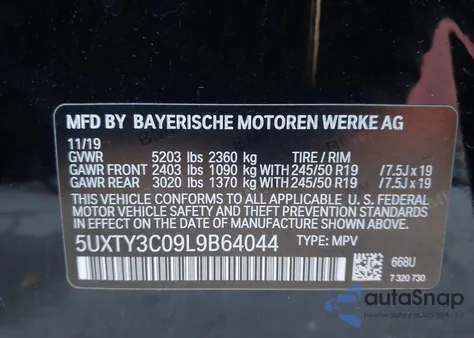 MFD BY BAYERISCHE MOTOREN WERKE AG
11/19
GVWR 5203 lbs 2360 kg TIRE / RIM
GAWR FRONT 2403 lbs 1090 kg WITH 245/50 R19 /7.5J x 19
GAWR REAR 3020 lbs 1370 kg WITH 245/50 R19 /7.5J x 19
THIS VEHICLE CONFORMS TO ALL APPLICABLE U.S. FEDERAL
MOTOR VEHICLE SAFETY AND THEFT PREVENTION STANDARDS
IN EFFECT ON THE DATE OF MANUFACTURE SHOWN ABOVE.
5UXTY3C09L9B64044 TYPE: MPV
668U
7 320 730
autoSnap